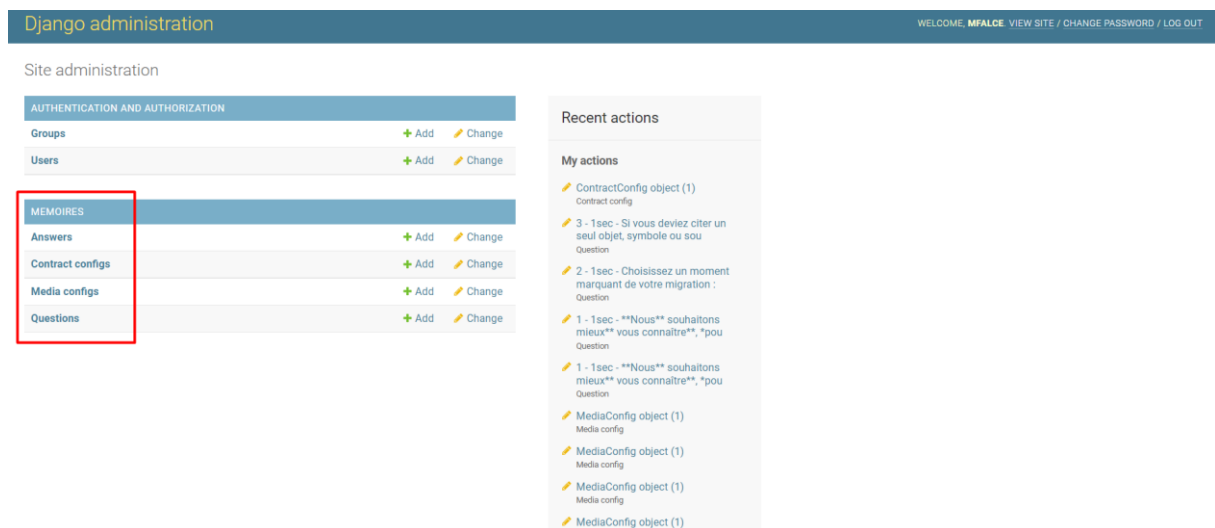 Django administration
WELCOME, MFALCE. VIEW SITE / CHANGE PASSWORD / LOG OUT
Site administration
AUTHENTICATION AND AUTHORIZATION
Groups + Add Change
Users + Add Change
MEMOIRES
Answers + Add Change
Contract configs + Add Change
Media configs + Add Change
Questions + Add Change
Recent actions
My actions
ContractConfig object (1)
Contract config
3 - 1sec - Si vous deviez citer un
seul objet, symbole ou sou
Question
2 - 1sec - Choisissez un moment
marquant de votre migration :
Question
1 - 1sec - **Nous** souhaitons
mieux** vous connaître**, *pou
Question
1 - 1sec - **Nous** souhaitons
mieux** vous connaître**, *pou
Question
MediaConfig object (1)
Media config
MediaConfig object (1)
Media config
MediaConfig object (1)
Media config
MediaConfig object (1)